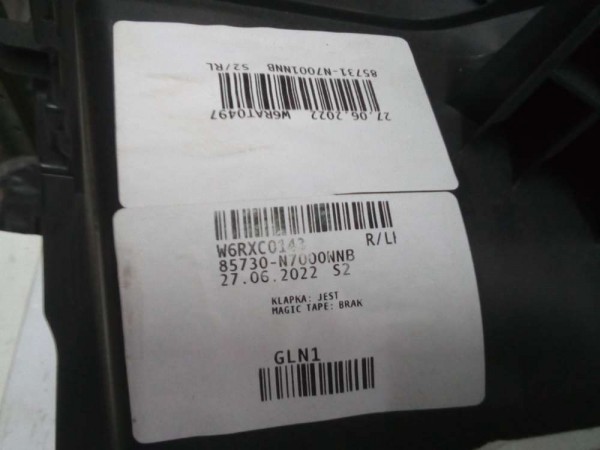 85731-N7001NNB S2/RL
27.06.2022 W6RAT0497
W6RXC0143 R/LH
85730-N7000NNB
27.06.2022 S2
KLAPKA: JEST
MAGIC TAPE: BRAK
GLN1